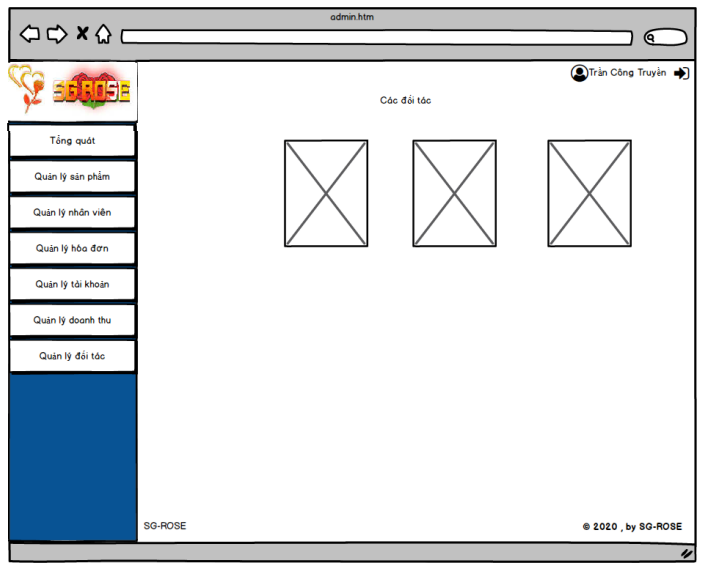 admin.htm
SG-ROSE
Trần Công Truyền
Các đối tác
Tổng quát
Quản lý sản phẩm
Quản lý nhân viên
Quản lý hóa đơn
Quản lý tài khoản
Quản lý doanh thu
Quản lý đối tác
SG-ROSE
© 2020 , by SG-ROSE